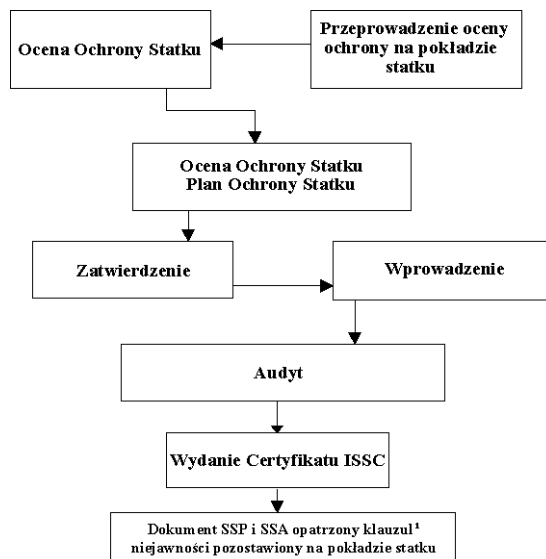 Ocena Ochrony Statku
Przeprowadzenie oceny
ochrony na pokładzie
statku
Ocena Ochrony Statku
Plan Ochrony Statku
Zatwierdzenie
Wprowadzenie
Audyt
Wydanie Certyfikatu ISSC
Dokument SSP i SSA opatrzony klauzul¹
niejawności pozostawiony na pokładzie statku